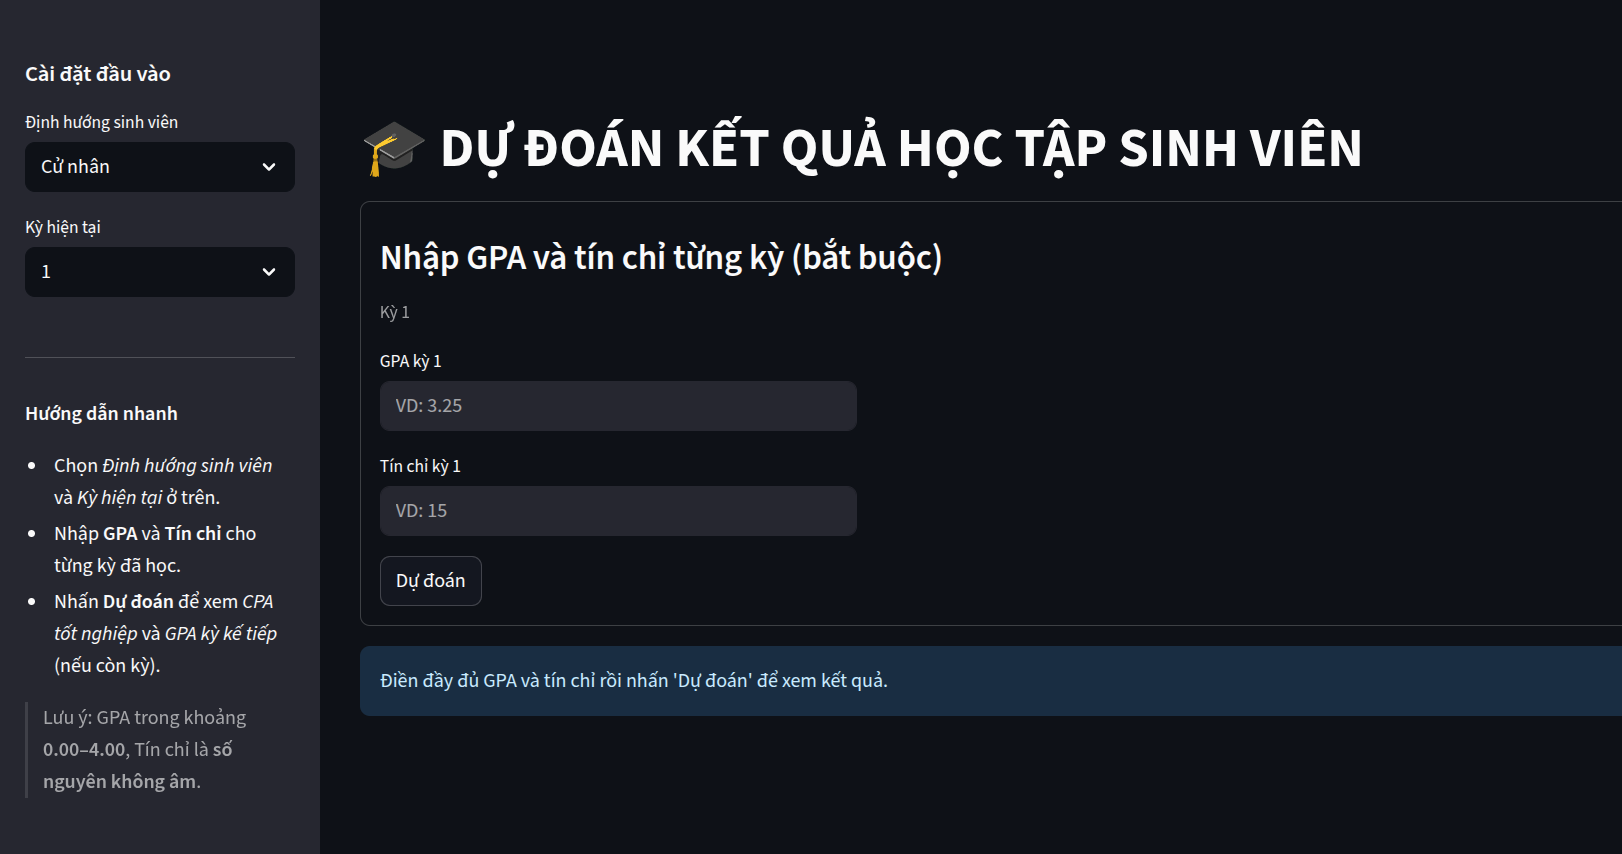 Cài đặt đầu vào
Định hướng sinh viên
Cử nhân
Kỳ hiện tại
1
Hướng dẫn nhanh
Chọn Định hướng sinh viên
và Kỳ hiện tại ở trên.
Nhập GPA và Tín chỉ cho
từng kỳ đã học.
Nhấn Dự đoán để xem CPA
tốt nghiệp và GPA kỳ kế tiếp
(nếu còn kỳ).
Lưu ý: GPA trong khoảng
0.00–4.00, Tín chỉ là số
nguyên không âm.
DỰ ĐOÁN KẾT QUẢ HỌC TẬP SINH VIÊN
Nhập GPA và tín chỉ từng kỳ (bắt buộc)
Kỳ 1
GPA kỳ 1
VD: 3.25
Tín chỉ kỳ 1
VD: 15
Dự đoán
Điền đầy đủ GPA và tín chỉ rồi nhấn 'Dự đoán' để xem kết quả.